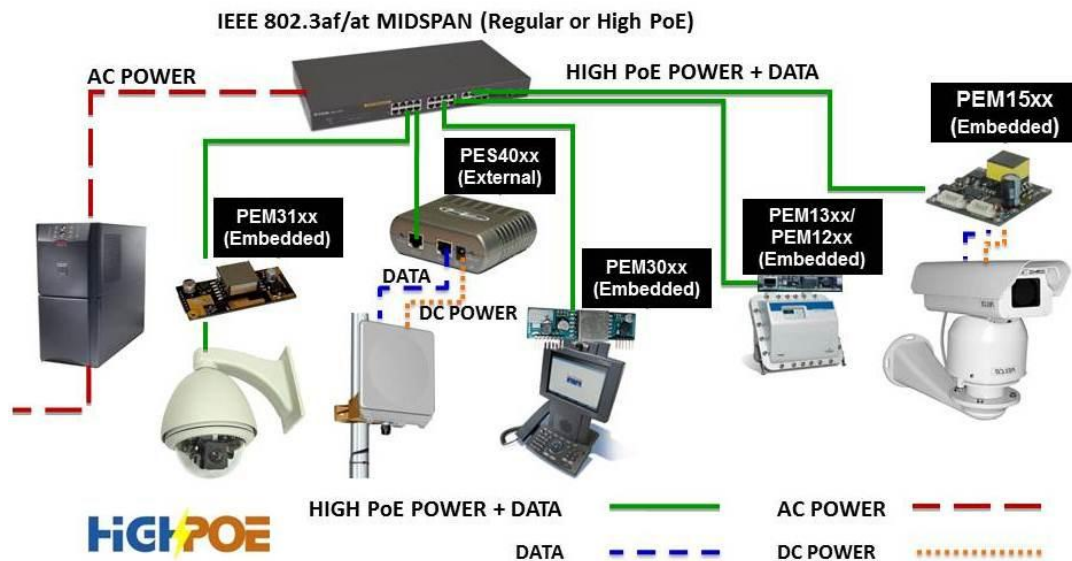 IEEE 802.3af/at MIDSPAN (Regular or High PoE)
AC POWER
HIGH PoE POWER + DATA
PEM15xx
(Embedded)
PES40xx
(External)
PEM31xx
(Embedded)
PEM13xx/
PEM12xx
(Embedded)
PEM30xx
(Embedded)
DATA
DC POWER
HIGH PoE POWER + DATA
AC POWER
DATA
DC POWER
HiGHPOE